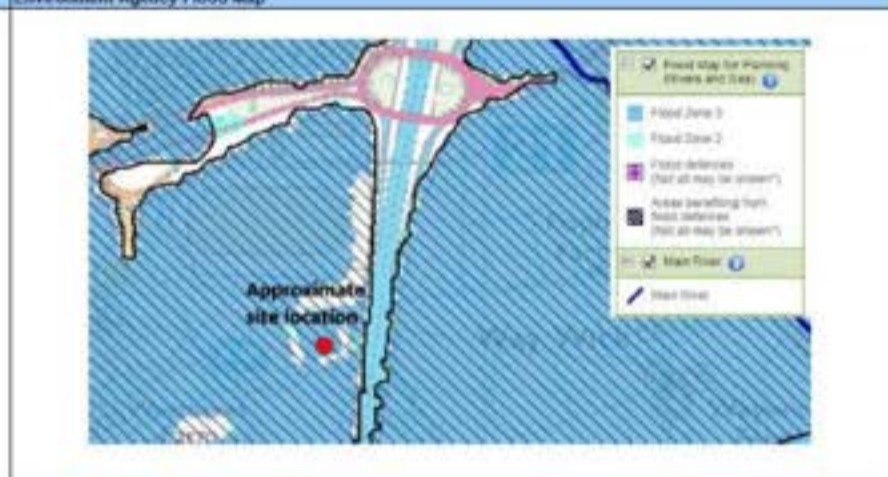 Environment Agency Flood Map
Flood Map for Planning
(Rivers and Sea)
Flood Zone 3
Flood Zone 2
Flood defences
(Not all may be shown*)
Areas benefiting from
flood defences
(Not all may be shown*)
Main River
Main River
Approximate
site location